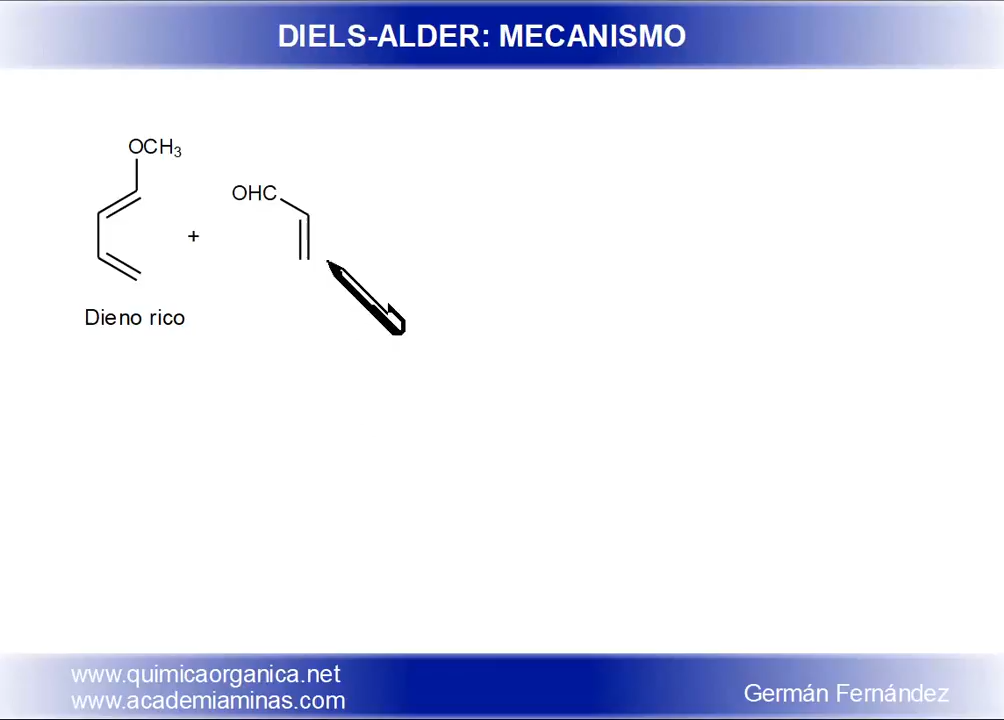 DIELS-ALDER: MECANISMO
OCH₃
OHC
+
Dieno rico
www.quimicaorganica.net
www.academiaminas.com
Germán Fernández